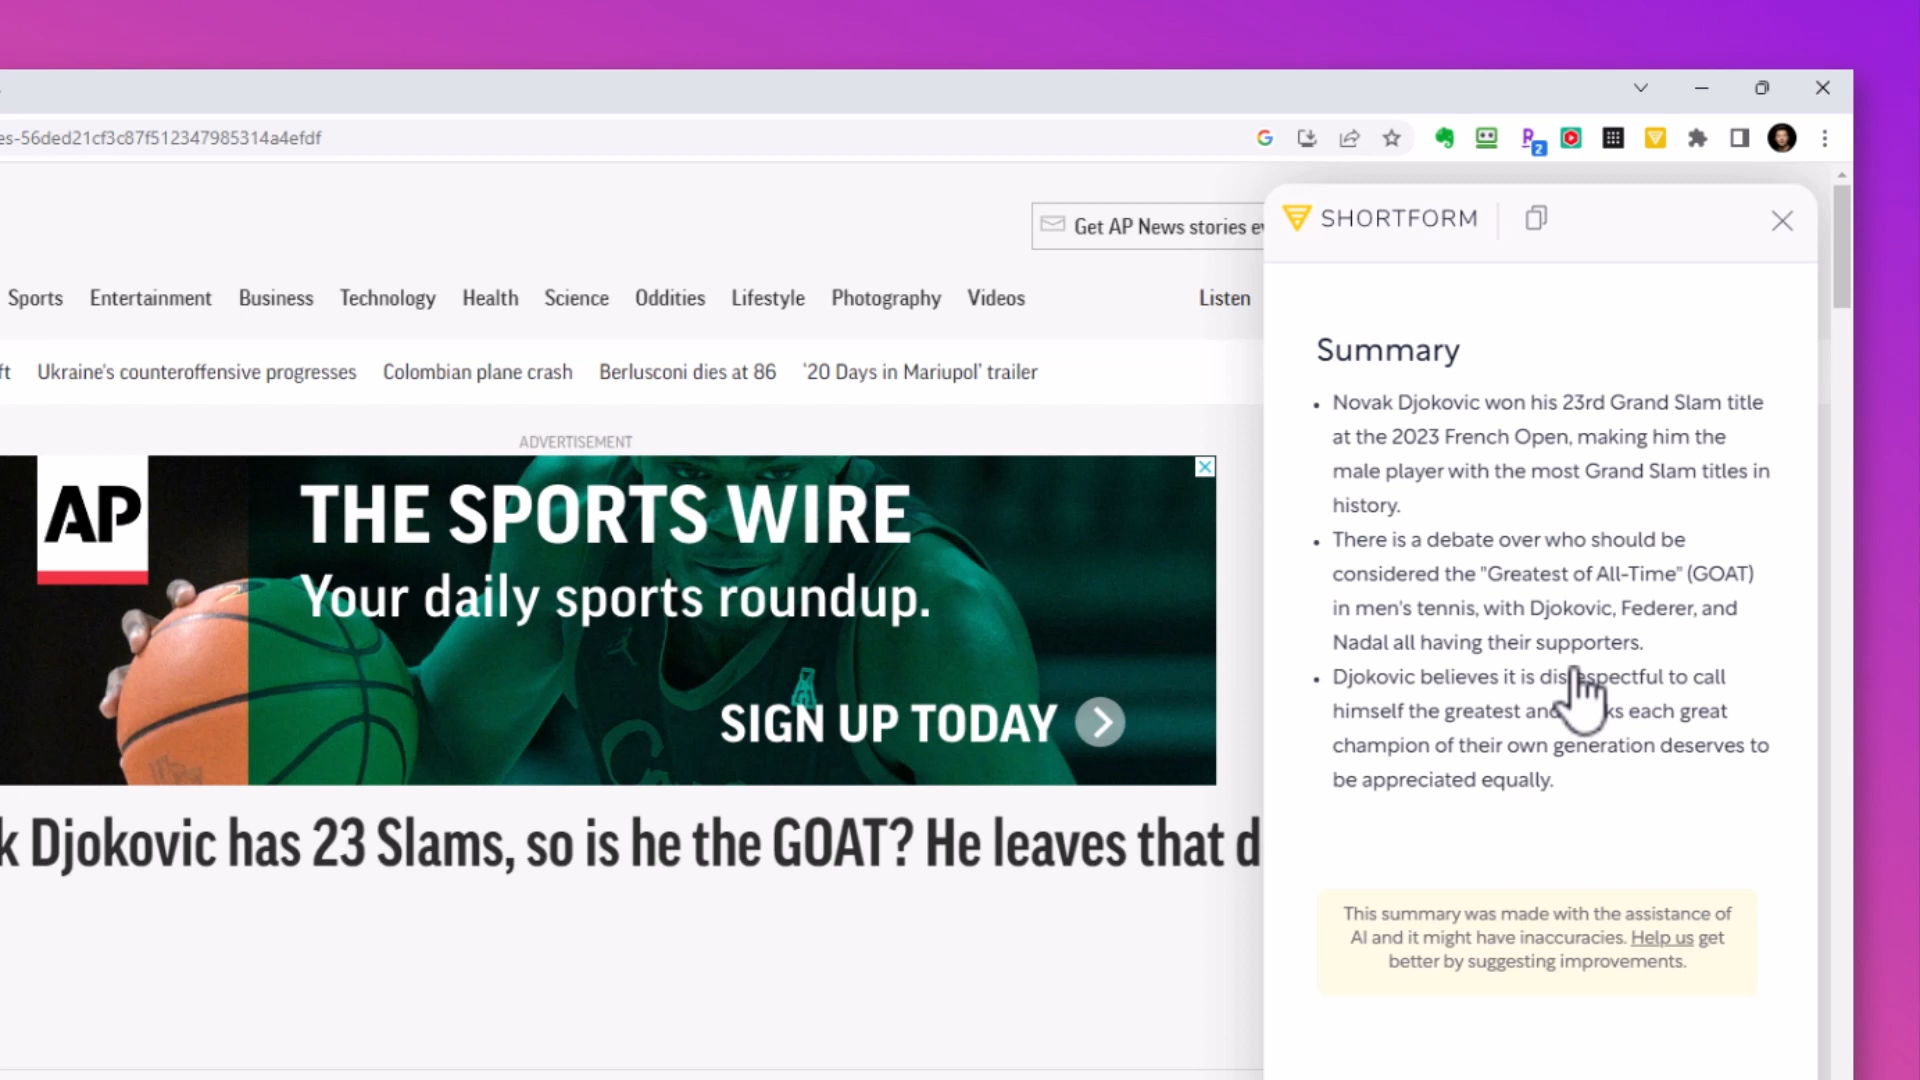 es-56ded21cf3c87f512347985314a4efdf
2
Get AP News stories
SHORTFORM
Sports Entertainment Business Technology Health Science Oddities Lifestyle Photography Videos Listen
Ukraine's counteroffensive progresses Colombian plane crash Berlusconi dies at 86 '20 Days in Mariupol' trailer
ADVERTISEMENT
AP
THE SPORTS WIRE
Your daily sports roundup.
SIGN UP TODAY
Djokovic has 23 Slams, so is he the GOAT? He leaves that
Summary
• Novak Djokovic won his 23rd Grand Slam title
at the 2023 French Open, making him the
male player with the most Grand Slam titles in
history.
• There is a debate over who should be
considered the "Greatest of All-Time" (GOAT)
in men's tennis, with Djokovic, Federer, and
Nadal all having their supporters.
• Djokovic believes it is disrespectful to call
himself the greatest and each great
champion of their own generation deserves to
be appreciated equally.
This summary was made with the assistance of
AI and it might have inaccuracies. Help us get
better by suggesting improvements.